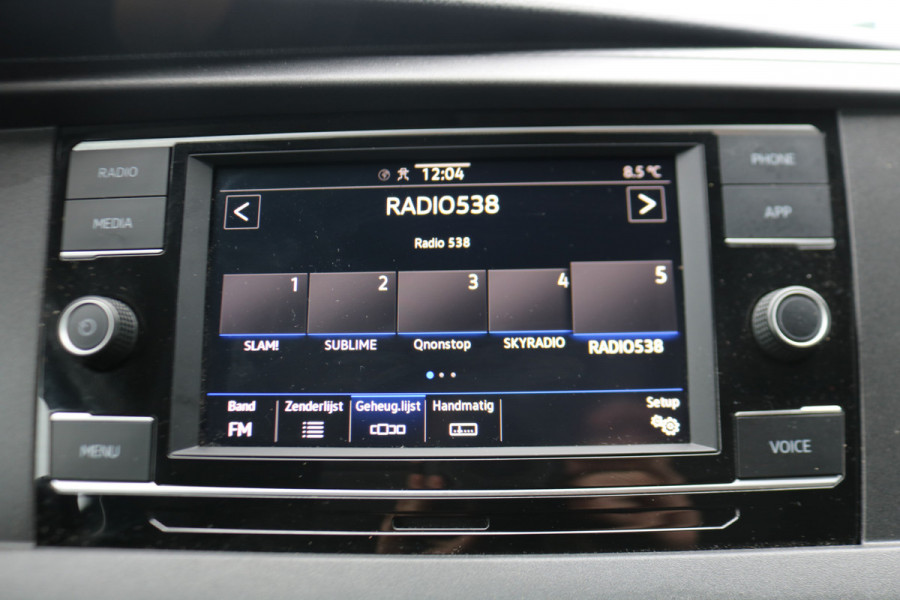 RADIO
MEDIA
MENU
12:04
8.5 °C
<
RADIO538
>
Radio 538
1
2
3
4
5
SLAM!
SUBLIME
Qnonstop
SKYRADIO
RADIO538
Band
Zenderlijst
Geheug.lijst
Handmatig
Setup
FM
PHONE
APP
VOICE